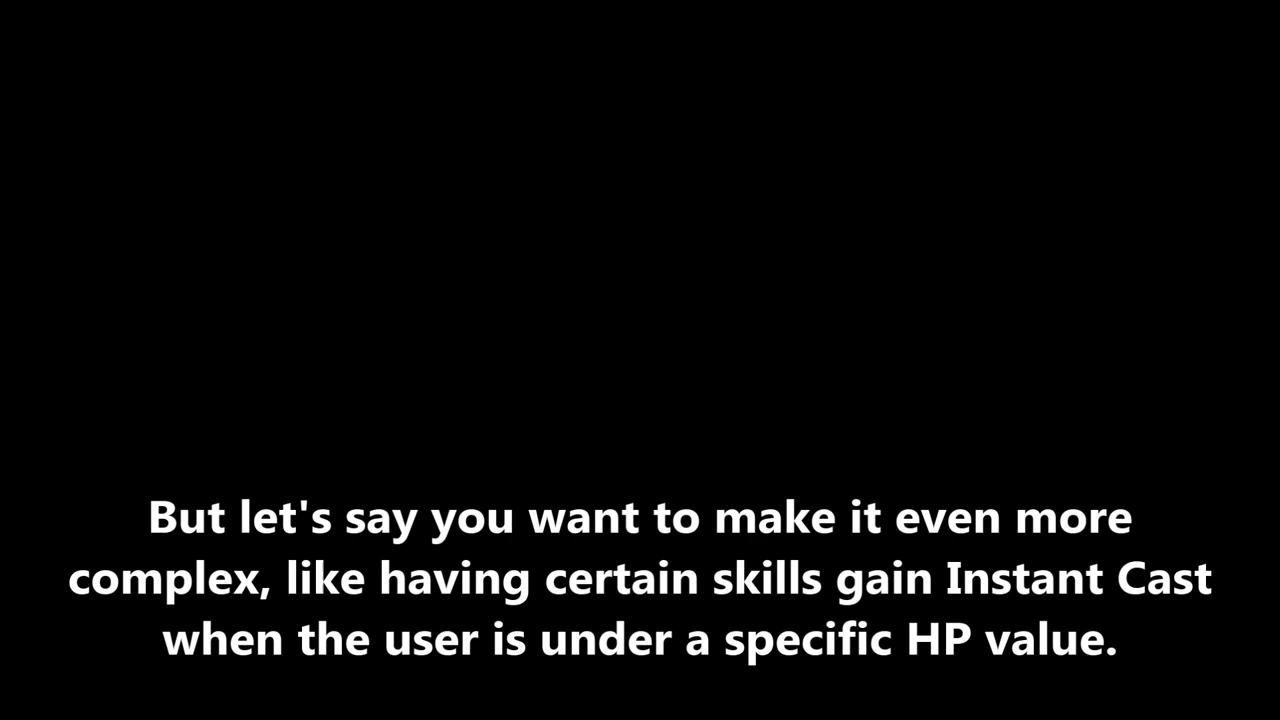 But let's say you want to make it even more
complex, like having certain skills gain Instant Cast
when the user is under a specific HP value.